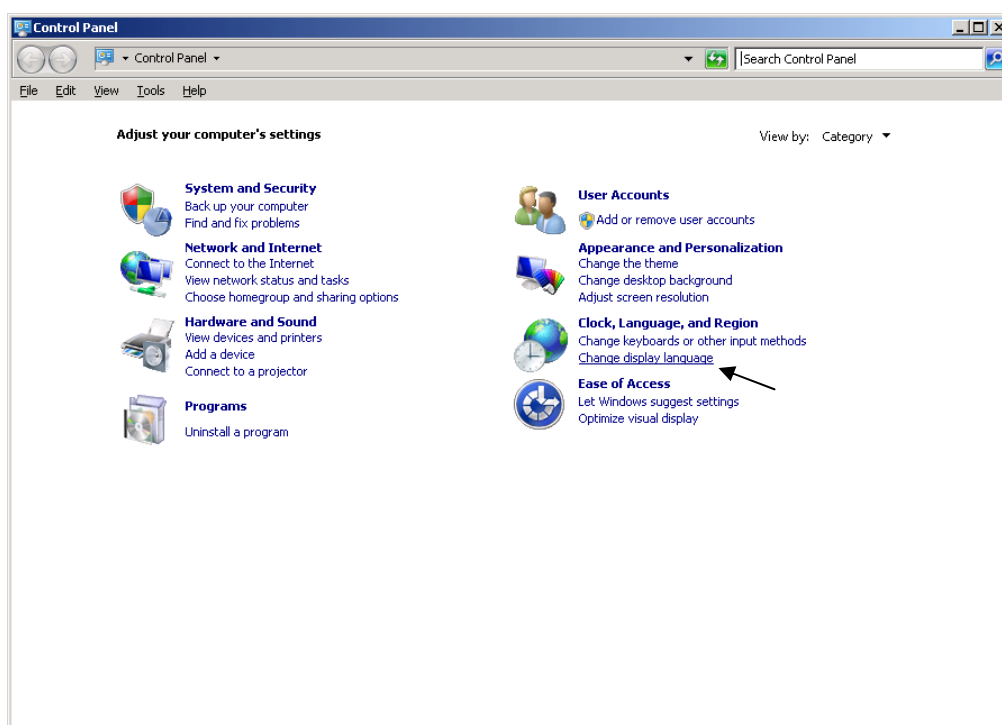 Control Panel
Control Panel
Search Control Panel
File Edit View Tools Help
Adjust your computer's settings
View by: Category
System and Security
Back up your computer
Find and fix problems
Network and Internet
Connect to the Internet
View network status and tasks
Choose homegroup and sharing options
Hardware and Sound
View devices and printers
Add a device
Connect to a projector
Programs
Uninstall a program
User Accounts
Add or remove user accounts
Appearance and Personalization
Change the theme
Change desktop background
Adjust screen resolution
Clock, Language, and Region
Change keyboards or other input methods
Change display language
Ease of Access
Let Windows suggest settings
Optimize visual display